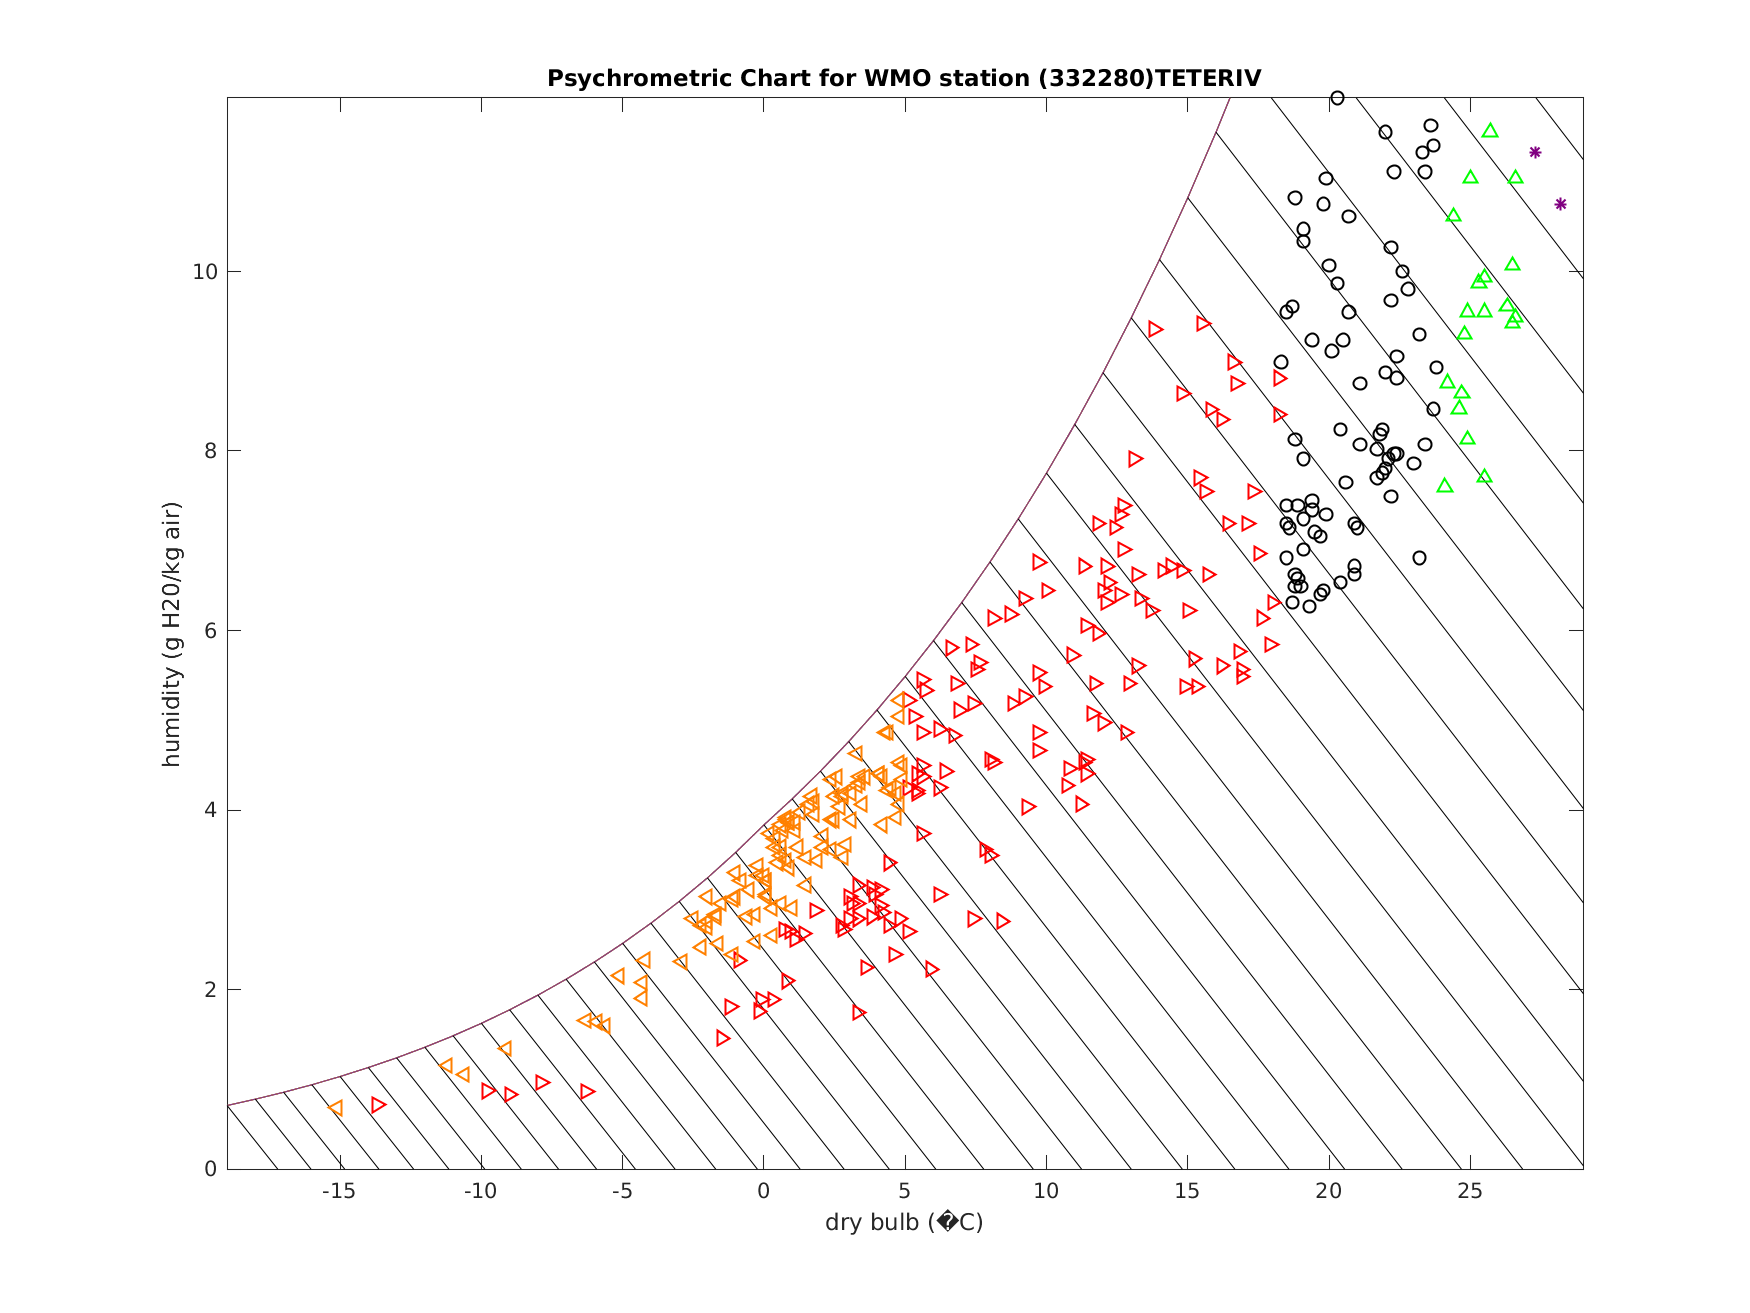 Psychrometric Chart for WMO station (332280)TETERIV
humidity (g H20/kg air)
10
8
6
4
2
0
-15 -10 -5 0 5 10 15 20 25
dry bulb (�C)